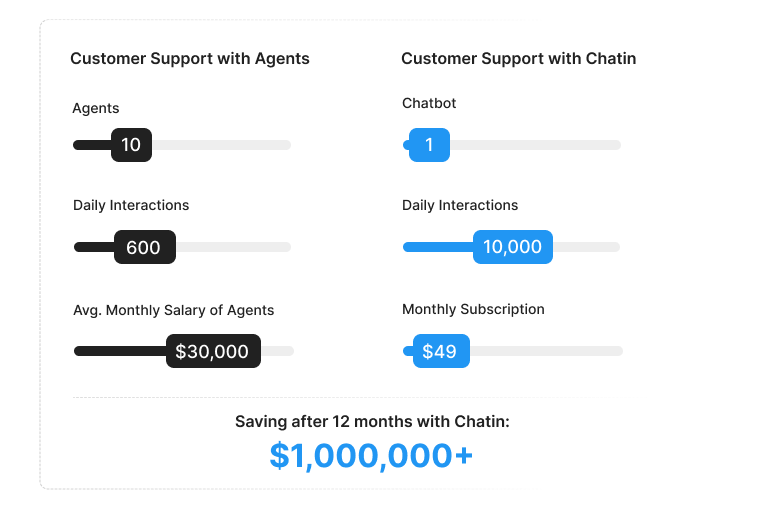 Customer Support with Agents
Agents
10
Daily Interactions
600
Avg. Monthly Salary of Agents
$30,000
Customer Support with Chatin
Chatbot
1
Daily Interactions
10,000
Monthly Subscription
$49
Saving after 12 months with Chatin:
$1,000,000+